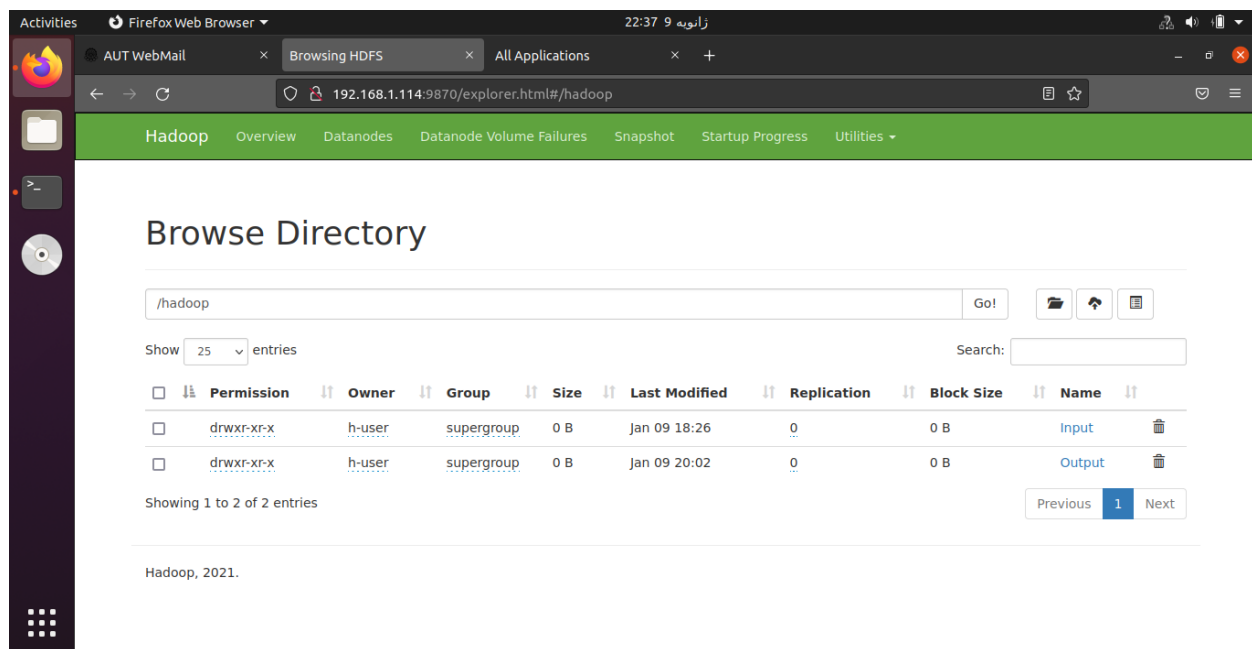 Activities Firefox Web Browser 22:37 9 ژانویه
AUT WebMail Browsing HDFS All Applications
192.168.1.114:9870/explorer.html#/hadoop
Hadoop Overview Datanodes Datanode Volume Failures Snapshot Startup Progress Utilities
Browse Directory
/hadoop Go!
Show 25 entries Search:
Permission Owner Group Size Last Modified Replication Block Size Name
drwxr-xr-x h-user supergroup 0 B Jan 09 18:26 0 0 B Input
drwxr-xr-x h-user supergroup 0 B Jan 09 20:02 0 0 B Output
Showing 1 to 2 of 2 entries Previous 1 Next
Hadoop, 2021.